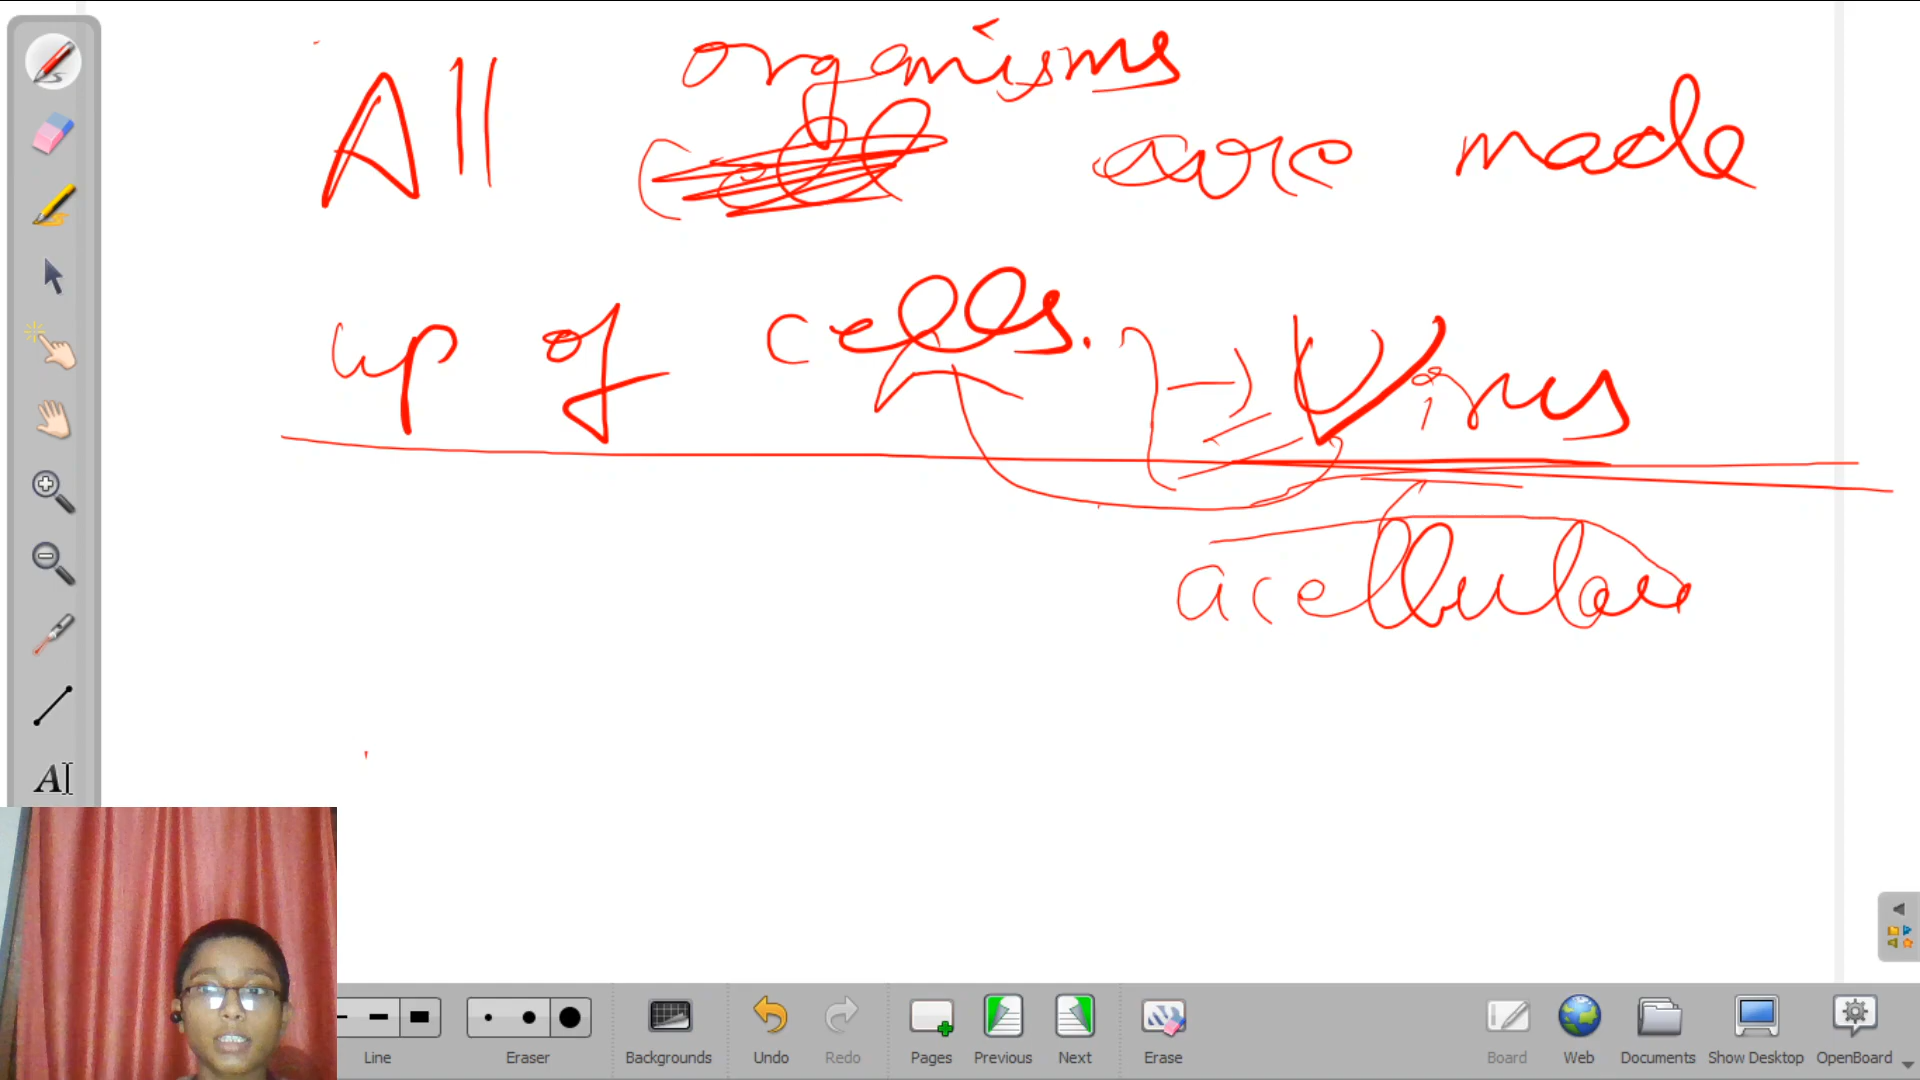 organisms
All cell are made
up of cells. → Virus
acellular
Line
Eraser
Backgrounds
Undo
Redo
Pages
Previous
Next
Erase
Board
Web
Documents
Show Desktop
OpenBoard